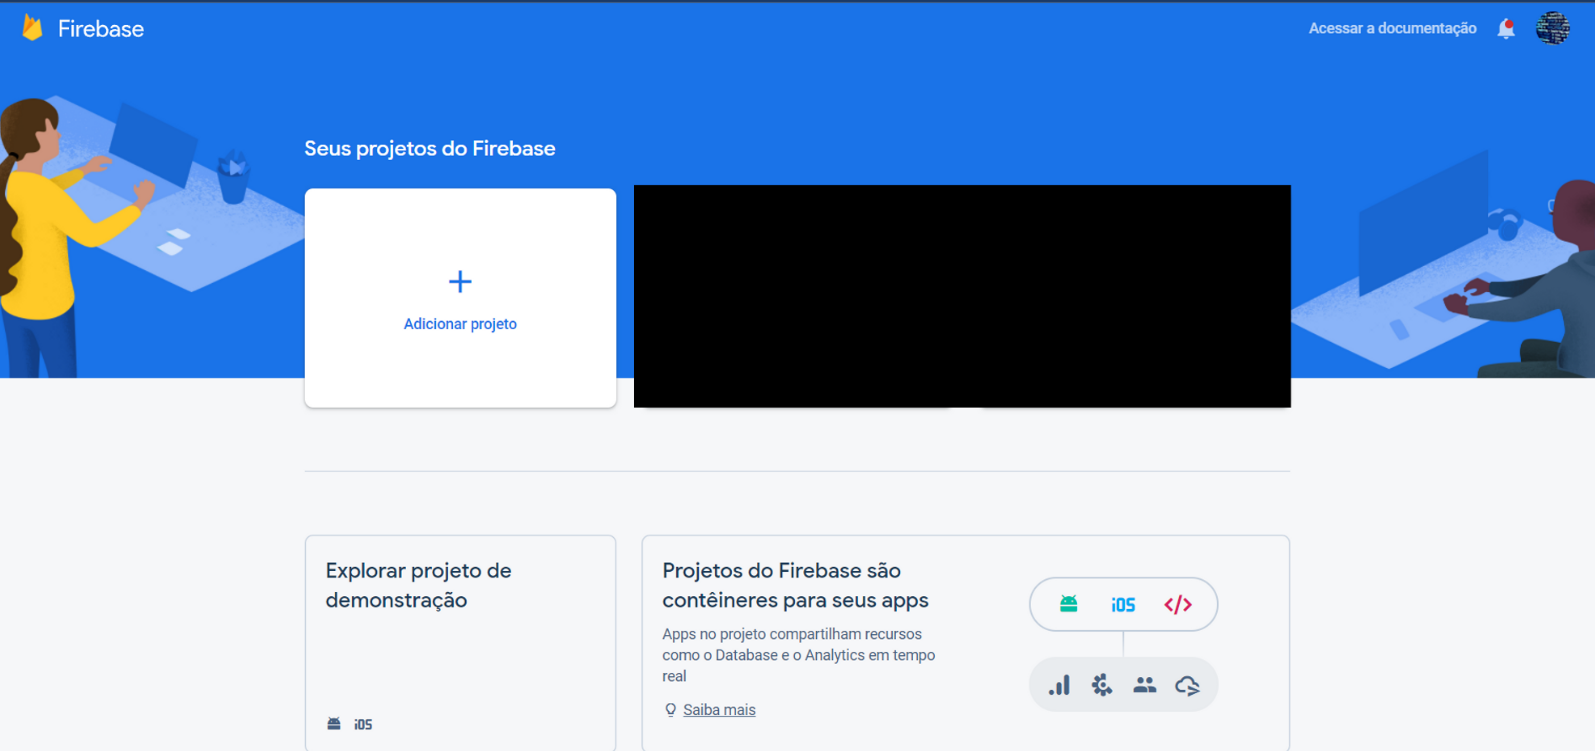 Firebase
Acessar a documentação
Seus projetos do Firebase
Adicionar projeto
Explorar projeto de
demonstração
iOS
Projetos do Firebase são
contêineres para seus apps
Apps no projeto compartilham recursos
como o Database e o Analytics em tempo
real
Saiba mais
iOS